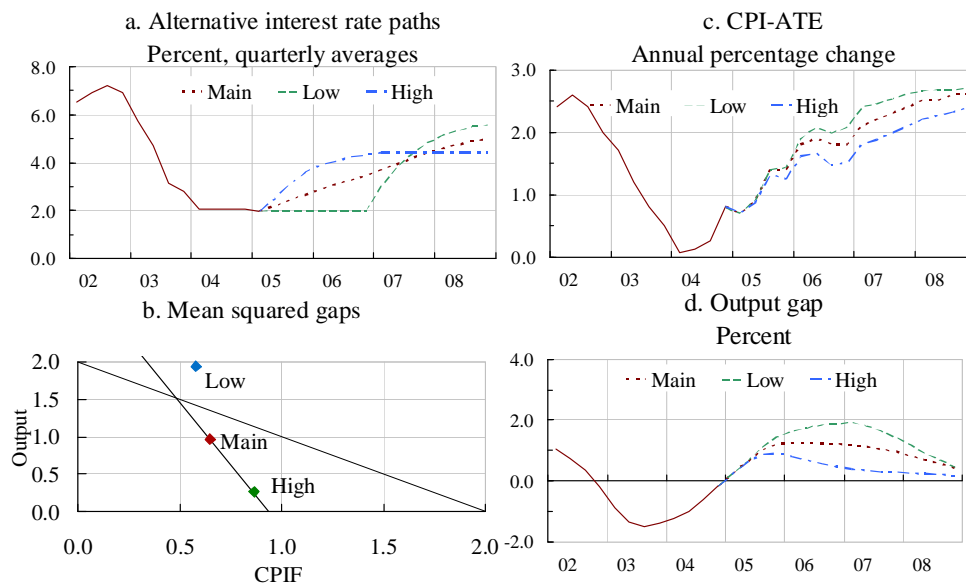 a. Alternative interest rate paths
Percent, quarterly averages
8.0
6.0
4.0
2.0
0.0
Main Low High
02 03 04 05 06 07 08
c. CPI-ATE
Annual percentage change
3.0
2.0
1.0
0.0
Main Low High
02 03 04 05 06 07 08
b. Mean squared gaps
2.0
1.5
1.0
0.5
0.0
Output
Low
Main
High
0.0 0.5 1.0 1.5 2.0
CPIF
d. Output gap
Percent
4.0
2.0
0.0
-2.0
Main Low High
02 03 04 05 06 07 08